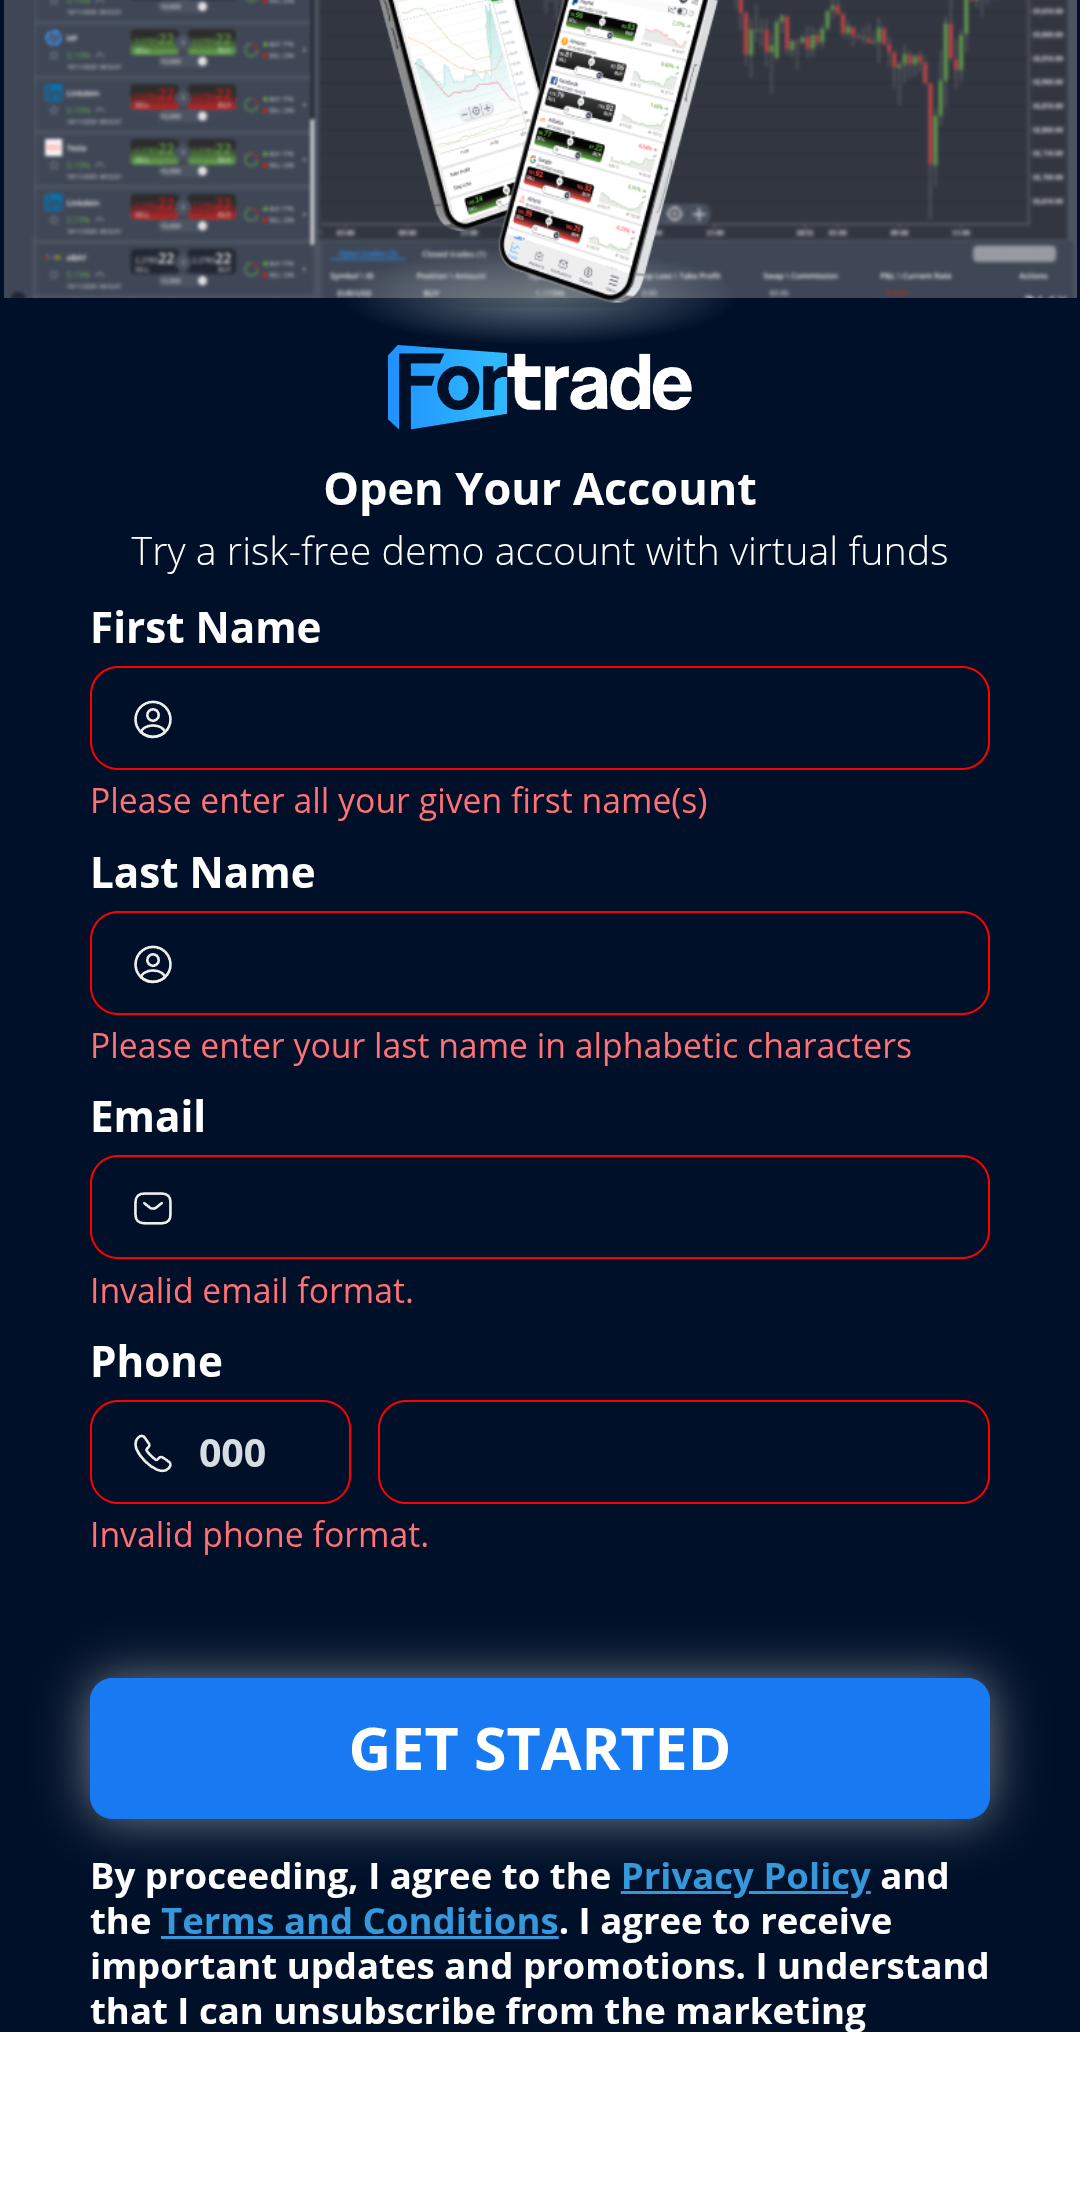 Fortrade
Open Your Account
Try a risk-free demo account with virtual funds
First Name
Please enter all your given first name(s)
Last Name
Please enter your last name in alphabetic characters
Email
Invalid email format.
Phone
000
Invalid phone format.
GET STARTED
By proceeding, I agree to the Privacy Policy and
the Terms and Conditions. I agree to receive
important updates and promotions. I understand
that I can unsubscribe from the marketing